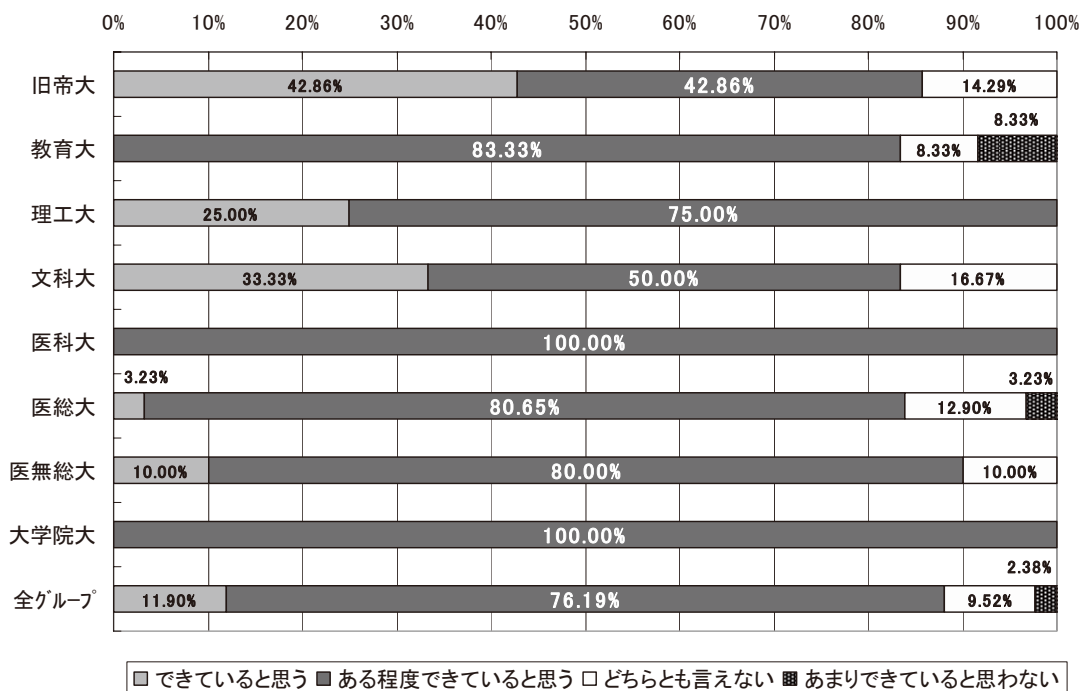 0% 10% 20% 30% 40% 50% 60% 70% 80% 90% 100%
旧帝大 42.86% 42.86% 14.29%
8.33%
教育大 83.33% 8.33%
理工大 25.00% 75.00%
文科大 33.33% 50.00% 16.67%
医科大 100.00%
3.23% 3.23%
医総大 80.65% 12.90%
医無総大 10.00% 80.00% 10.00%
大学院大 100.00%
2.38%
全グループ 11.90% 76.19% 9.52%
できていると思う ある程度できていると思う どちらとも言えない あまりできていると思わない